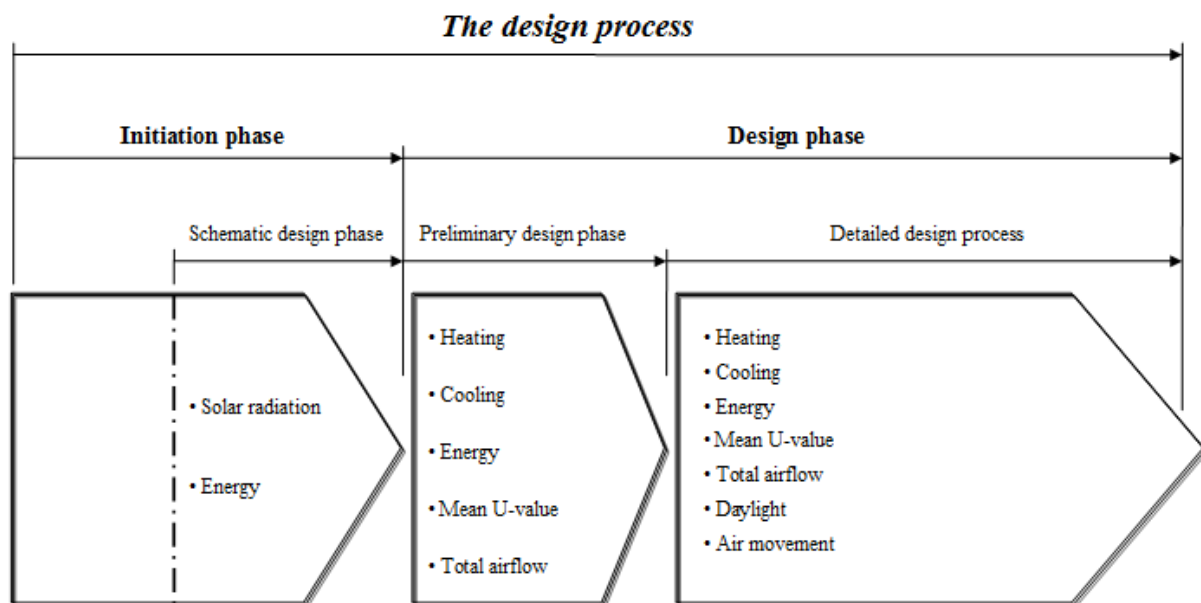 The design process
Initiation phase
Design phase
Schematic design phase
Preliminary design phase
Detailed design process
• Solar radiation
• Energy
• Heating
• Cooling
• Energy
• Mean U-value
• Total airflow
• Heating
• Cooling
• Energy
• Mean U-value
• Total airflow
• Daylight
• Air movement